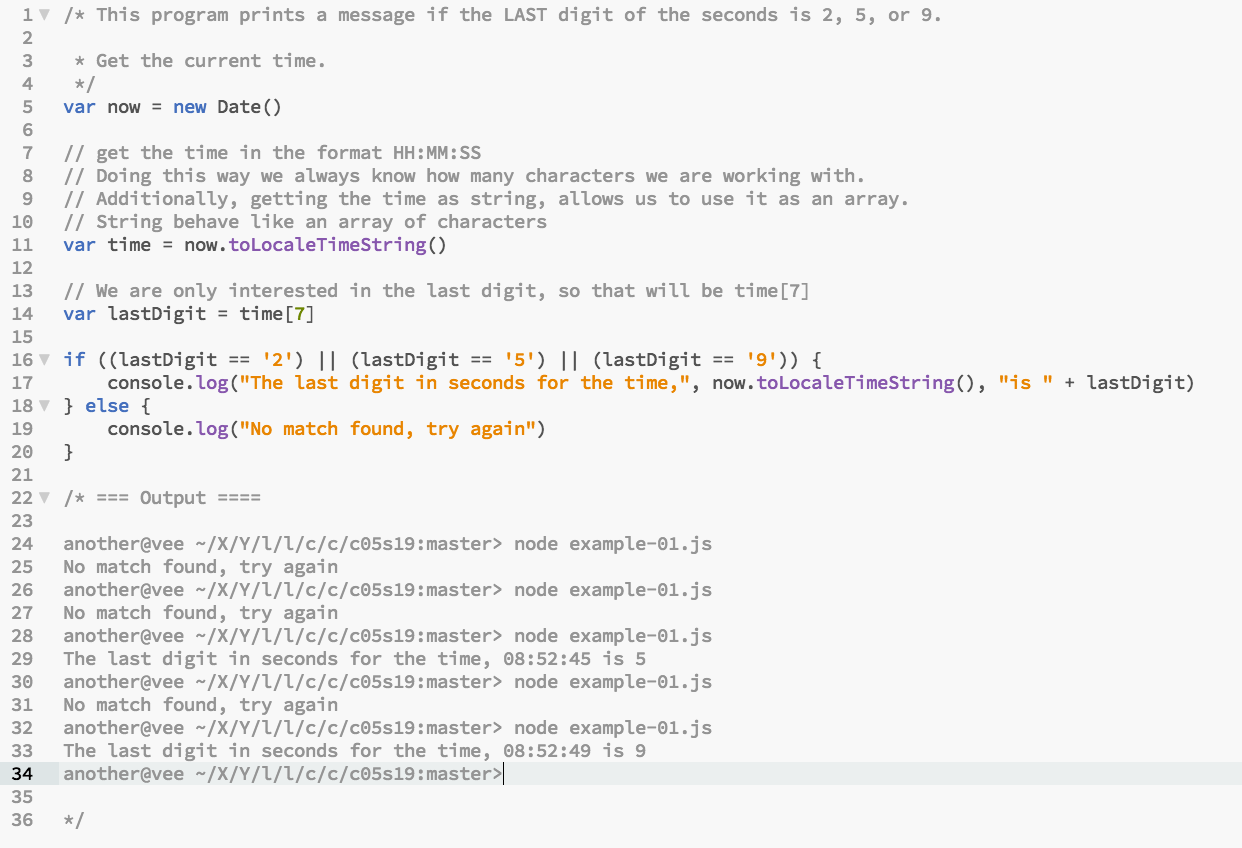 1 /* This program prints a message if the LAST digit of the seconds is 2, 5, or 9.
2
3  * Get the current time.
4  */
5 var now = new Date()
6
7 // get the time in the format HH:MM:SS
8 // Doing this way we always know how many characters we are working with.
9 // Additionally, getting the time as string, allows us to use it as an array.
10 // String behave like an array of characters
11 var time = now.toLocaleTimeString()
12
13 // We are only interested in the last digit, so that will be time[7]
14 var lastDigit = time[7]
15
16 if ((lastDigit == '2') || (lastDigit == '5') || (lastDigit == '9')) {
17     console.log("The last digit in seconds for the time,", now.toLocaleTimeString(), "is " + lastDigit)
18 } else {
19     console.log("No match found, try again")
20 }
21
22 /* === Output ====
23
24 another@vee ~/X/Y/l/l/c/c/c05s19:master> node example-01.js
25 No match found, try again
26 another@vee ~/X/Y/l/l/c/c/c05s19:master> node example-01.js
27 No match found, try again
28 another@vee ~/X/Y/l/l/c/c/c05s19:master> node example-01.js
29 The last digit in seconds for the time, 08:52:45 is 5
30 another@vee ~/X/Y/l/l/c/c/c05s19:master> node example-01.js
31 No match found, try again
32 another@vee ~/X/Y/l/l/c/c/c05s19:master> node example-01.js
33 The last digit in seconds for the time, 08:52:49 is 9
34 another@vee ~/X/Y/l/l/c/c/c05s19:master>
35
36 */